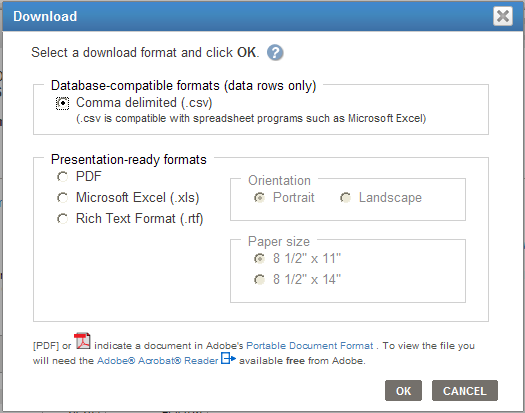 Download
Select a download format and click OK. ?
Database-compatible formats (data rows only)
Comma delimited (.csv)
(.csv is compatible with spreadsheet programs such as Microsoft Excel)
Presentation-ready formats
PDF
Microsoft Excel (.xls)
Rich Text Format (.rtf)
Orientation
Portrait Landscape
Paper size
8 1/2" x 11"
8 1/2" x 14"
[PDF] or indicate a document in Adobe's Portable Document Format . To view the file you
will need the Adobe® Acrobat® Reader available free from Adobe.
OK CANCEL